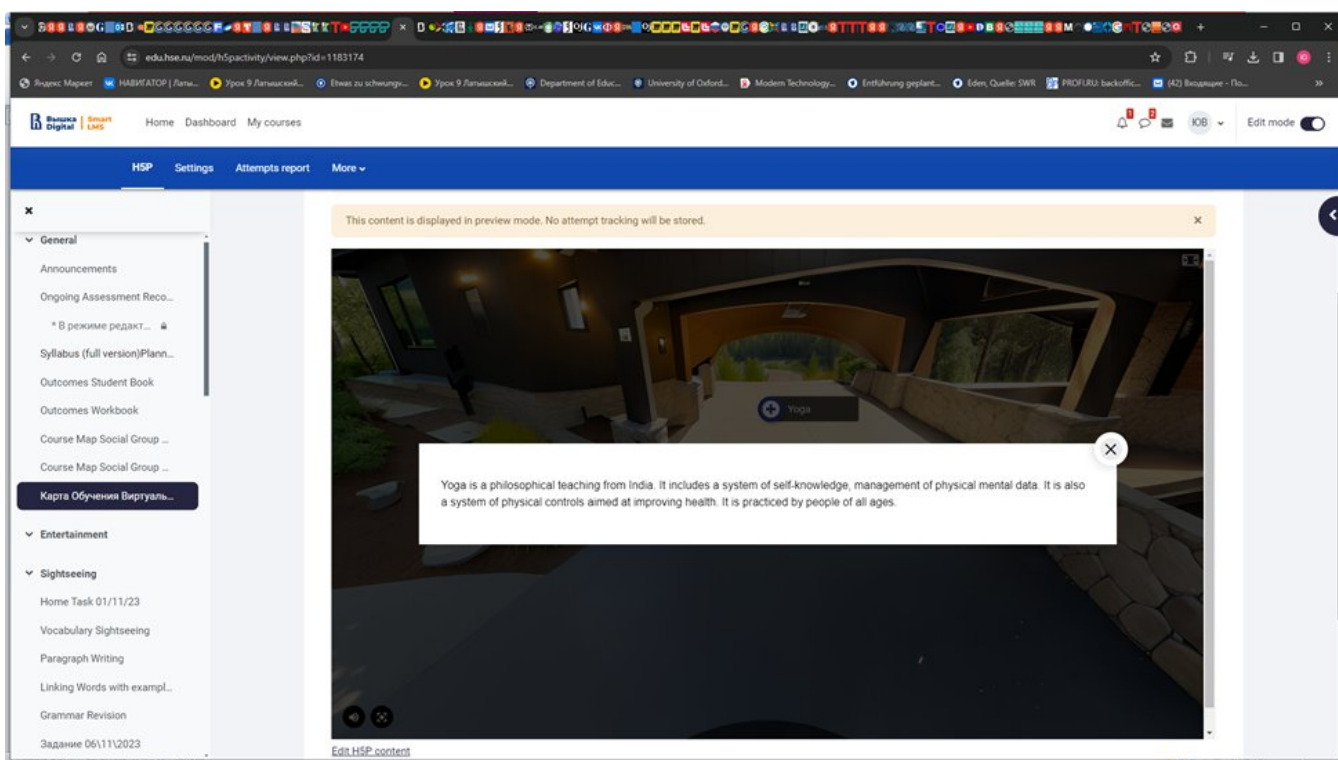 edu.hse.ru/mod/h5pactivity/view.php?id=1183174
Яндекс Маркет НАВИГАТОР | Латы... Урок 9 Латышский... Etwas zu schwungv... Урок 9 Латышский... Department of Educ... University of Oxford... Modern Technology... Entführung geplant... Eden, Quelle: SWR PROFI.RU: backoffic... (42) Входящие - По... »
Вышка Digital Smart LMS Home Dashboard My courses 1 2 ЮВ Edit mode
H5P Settings Attempts report More
This content is displayed in preview mode. No attempt tracking will be stored.
General
Announcements
Ongoing Assessment Reco...
* В режиме редакт...
Syllabus (full version)Plann...
Outcomes Student Book
Outcomes Workbook
Course Map Social Group ...
Course Map Social Group ...
Карта Обучения Виртуаль...
Entertainment
Sightseeing
Home Task 01/11/23
Vocabulary Sightseeing
Paragraph Writing
Linking Words with exampl...
Grammar Revision
Задание 06\11\2023
Yoga
Yoga is a philosophical teaching from India. It includes a system of self-knowledge, management of physical mental data. It is also
a system of physical controls aimed at improving health. It is practiced by people of all ages.
Edit H5P content